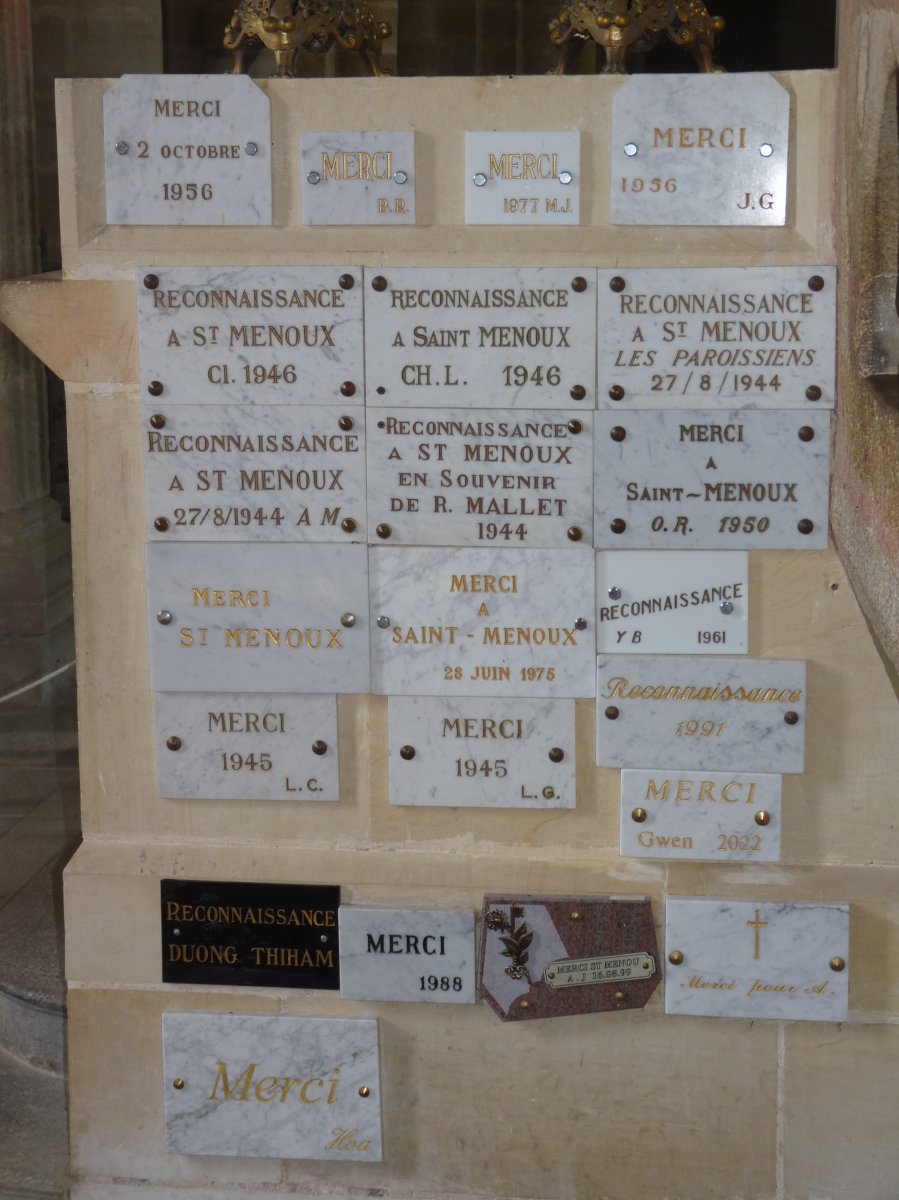 MERCI
2 OCTOBRE
1956
MERCI
B.R.
MERCI
1977 M.J.
MERCI
1956
J.G
RECONNAISSANCE
A ST MENOUX
CI. 1946
RECONNAISSANCE
A SAINT MENOUX
CH.L. 1946
RECONNAISSANCE
A ST MENOUX
LES PAROISSIENS
27/8/1944
RECONNAISSANCE
A ST MENOUX
27/8/1944 A M
RECONNAISSANCE
A ST MENOUX
EN SOUVENIR
DE R. MALLET
1944
MERCI
A
SAINT-MENOUX
O.R. 1950
MERCI
ST MENOUX
MERCI
A
SAINT-MENOUX
28 JUIN 1975
RECONNAISSANCE
Y B 1961
Reconnaissance
1991
MERCI
1945
L.C.
MERCI
1945
L.G.
MERCI
Gwen 2022
RECONNAISSANCE
DUONG THIHAM
MERCI
1988
MERCI ST MENOU
A.J 16.08.99
Merci pour A.
Merci
Hoa